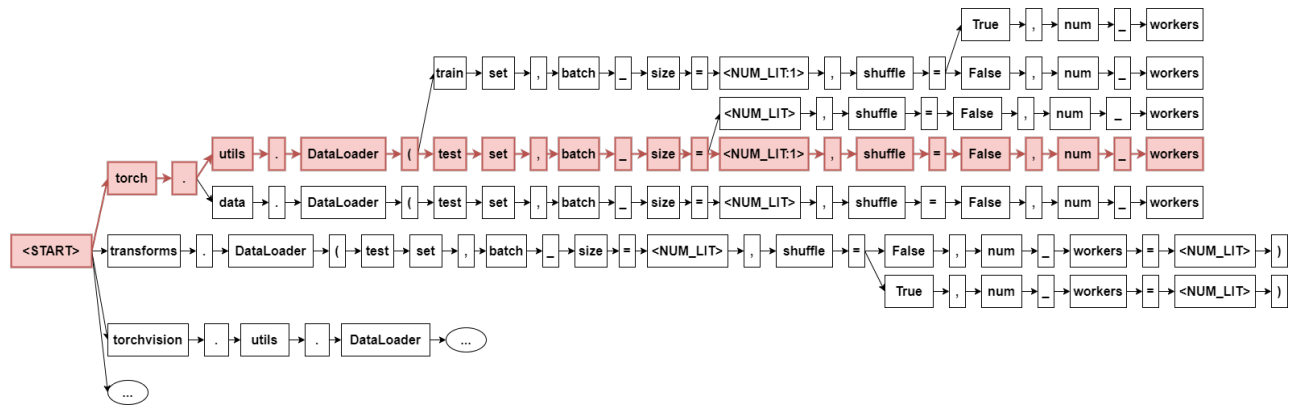 True , num _ workers
train set , batch _ size = <NUM_LIT:1> , shuffle = False , num _ workers
<NUM_LIT> , shuffle = False , num _ workers
utils . DataLoader ( test set , batch _ size = <NUM_LIT:1> , shuffle = False , num _ workers
torch .
data . DataLoader ( test set , batch _ size = <NUM_LIT> , shuffle = False , num _ workers
<START> transforms . DataLoader ( test set , batch _ size = <NUM_LIT> , shuffle = False , num _ workers = <NUM_LIT> )
True , num _ workers = <NUM_LIT> )
torchvision . utils . DataLoader ...
...